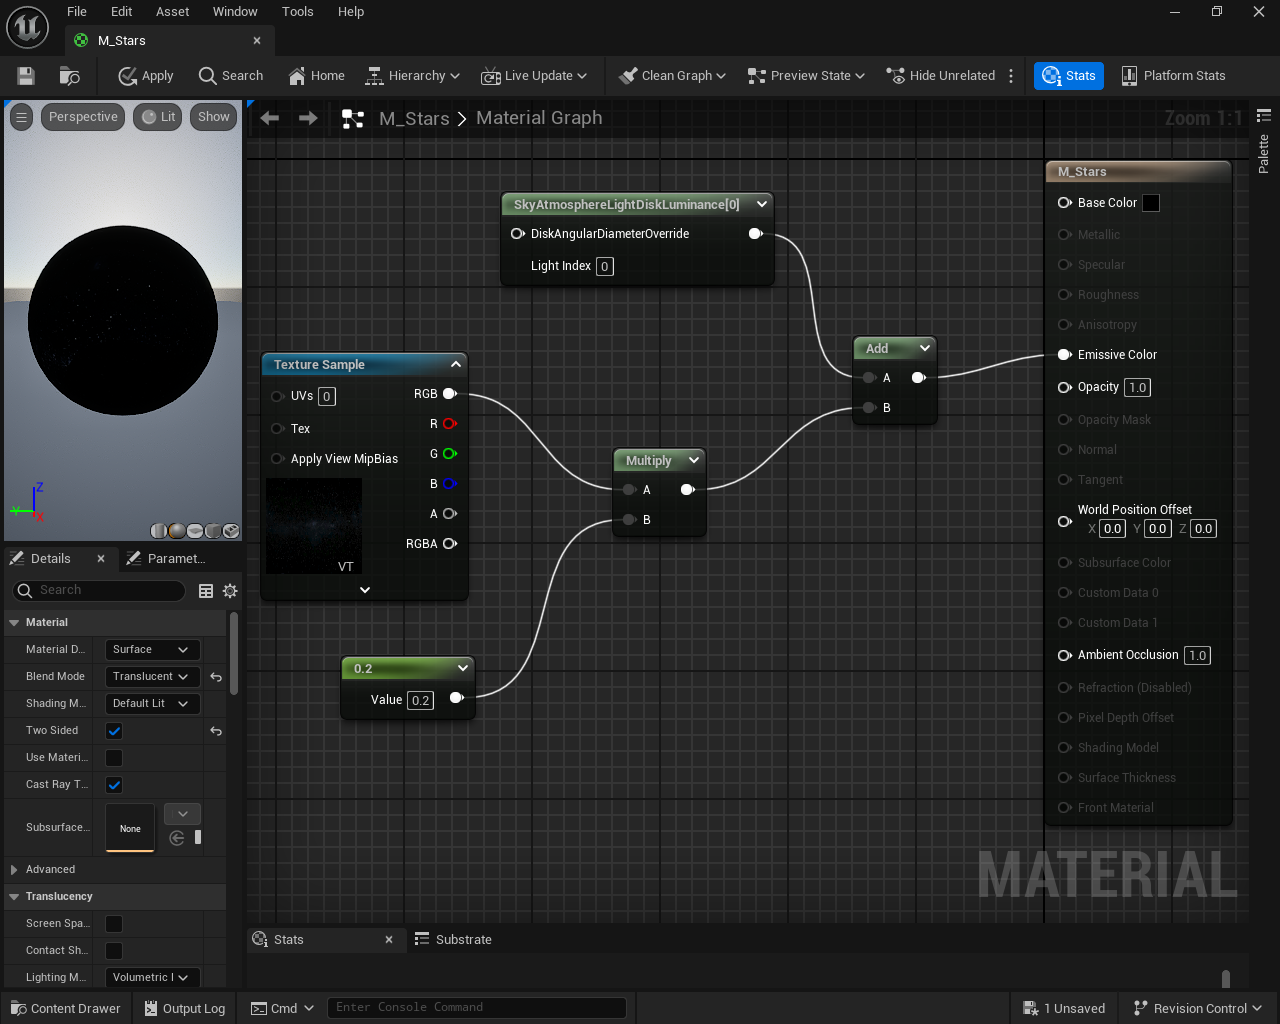 File Edit Asset Window Tools Help
M_Stars
Apply Search Home Hierarchy Live Update Clean Graph Preview State Hide Unrelated Stats Platform Stats
Perspective Lit Show
M_Stars > Material Graph
Zoom 1:1
Palette
SkyAtmosphereLightDiskLuminance[0]
DiskAngularDiameterOverride
Light Index 0
Texture Sample
UVs 0 RGB
R
Tex
G
Apply View MipBias
B
A
RGBA
VT
0.2
Value 0.2
Multiply
A
B
Add
A
B
M_Stars
Base Color
Metallic
Specular
Roughness
Anisotropy
Emissive Color
Opacity 1.0
Opacity Mask
Normal
Tangent
World Position Offset
X 0.0 Y 0.0 Z 0.0
Subsurface Color
Custom Data 0
Custom Data 1
Ambient Occlusion 1.0
Refraction (Disabled)
Pixel Depth Offset
Shading Model
Surface Thickness
Front Material
MATERIAL
Z
Y
X
Details Paramet...
Search
Material
Material D... Surface
Blend Mode Translucent
Shading M... Default Lit
Two Sided
Use Materi...
Cast Ray T...
Subsurface... None
Advanced
Translucency
Screen Spa...
Contact Sh...
Lighting M... Volumetric
Stats Substrate
Content Drawer Output Log Cmd Enter Console Command 1 Unsaved Revision Control